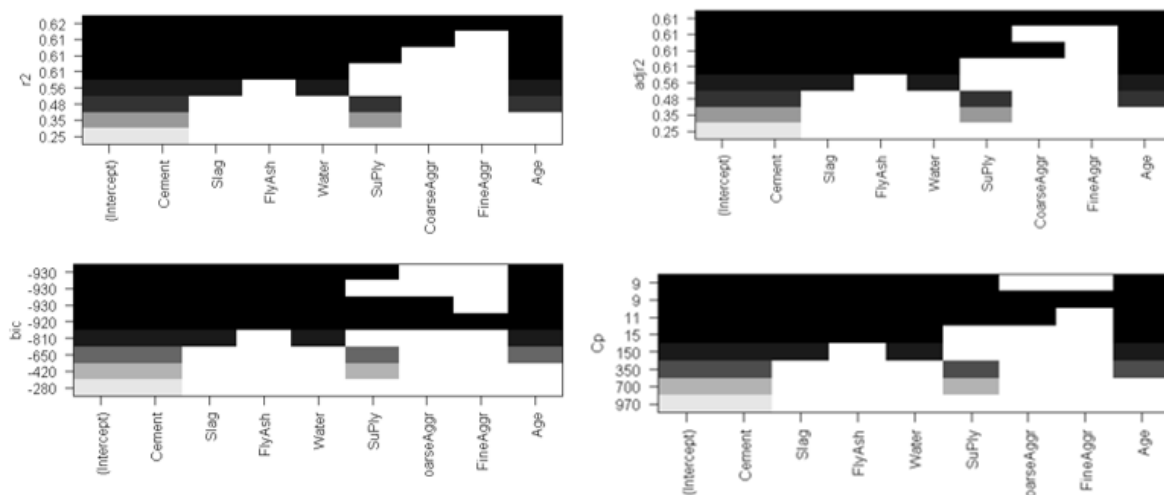 r2
0.62
0.61
0.61
0.61
0.56
0.48
0.35
0.25
(Intercept)
Cement
Slag
FlyAsh
Water
SuPly
CoarseAggr
FineAggr
Age
adjr2
0.61
0.61
0.61
0.61
0.56
0.48
0.35
0.25
(Intercept)
Cement
Slag
FlyAsh
Water
SuPly
CoarseAggr
FineAggr
Age
bic
-930
-930
-930
-920
-810
-650
-420
-280
(Intercept)
Cement
Slag
FlyAsh
Water
SuPly
oarseAggr
FineAggr
Age
Cp
9
9
11
15
150
350
700
970
(Intercept)
Cement
Slag
FlyAsh
Water
SuPly
oarseAggr
FineAggr
Age